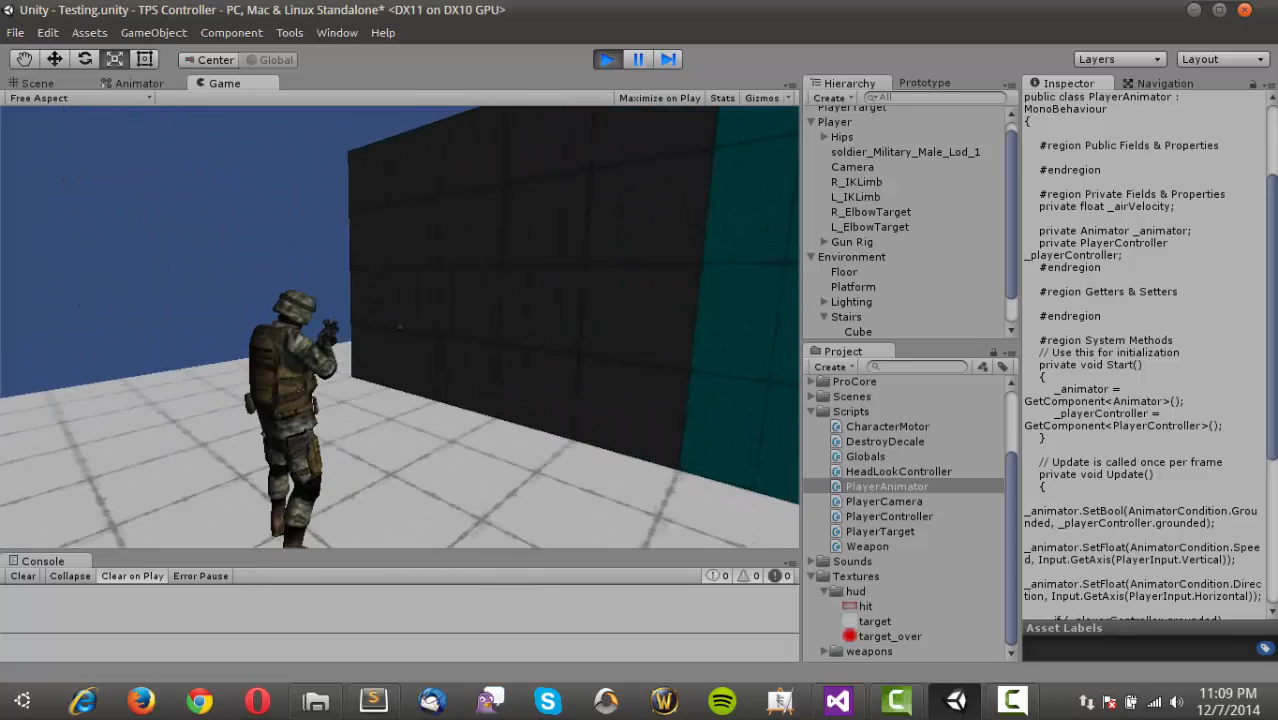 Unity - Testing.unity - TPS Controller - PC, Mac & Linux Standalone* <DX11 on DX10 GPU>
File Edit Assets GameObject Component Tools Window Help
Center Global
Layers Layout
Scene Animator Game
Free Aspect
Maximize on Play Stats Gizmos
Hierarchy Prototype
Create All
PlayerTarget
Player
Hips
soldier_Military_Male_Lod_1
Camera
R_IKLimb
L_IKLimb
R_ElbowTarget
L_ElbowTarget
Gun Rig
Environment
Floor
Platform
Lighting
Stairs
Cube
Project
Create
ProCore
Scenes
Scripts
CharacterMotor
DestroyDecale
Globals
HeadLookController
PlayerAnimator
PlayerCamera
PlayerController
PlayerTarget
Weapon
Sounds
Textures
hud
hit
target
target_over
weapons
Inspector Navigation
public class PlayerAnimator :
MonoBehaviour
{
#region Public Fields & Properties
#endregion
#region Private Fields & Properties
private float _airVelocity;
private Animator _animator;
private PlayerController
_playerController;
#endregion
#region Getters & Setters
#endregion
#region System Methods
// Use this for initialization
private void Start()
{
_animator =
GetComponent<Animator>();
_playerController =
GetComponent<PlayerController>();
}
// Update is called once per frame
private void Update()
{
_animator.SetBool(AnimatorCondition.Grou
nded, _playerController.grounded);
_animator.SetFloat(AnimatorCondition.Spee
d, Input.GetAxis(PlayerInput.Vertical));
_animator.SetFloat(AnimatorCondition.Direc
tion, Input.GetAxis(PlayerInput.Horizontal));
Asset Labels
Console
Clear Collapse Clear on Play Error Pause
0 0 0
11:09 PM
12/7/2014